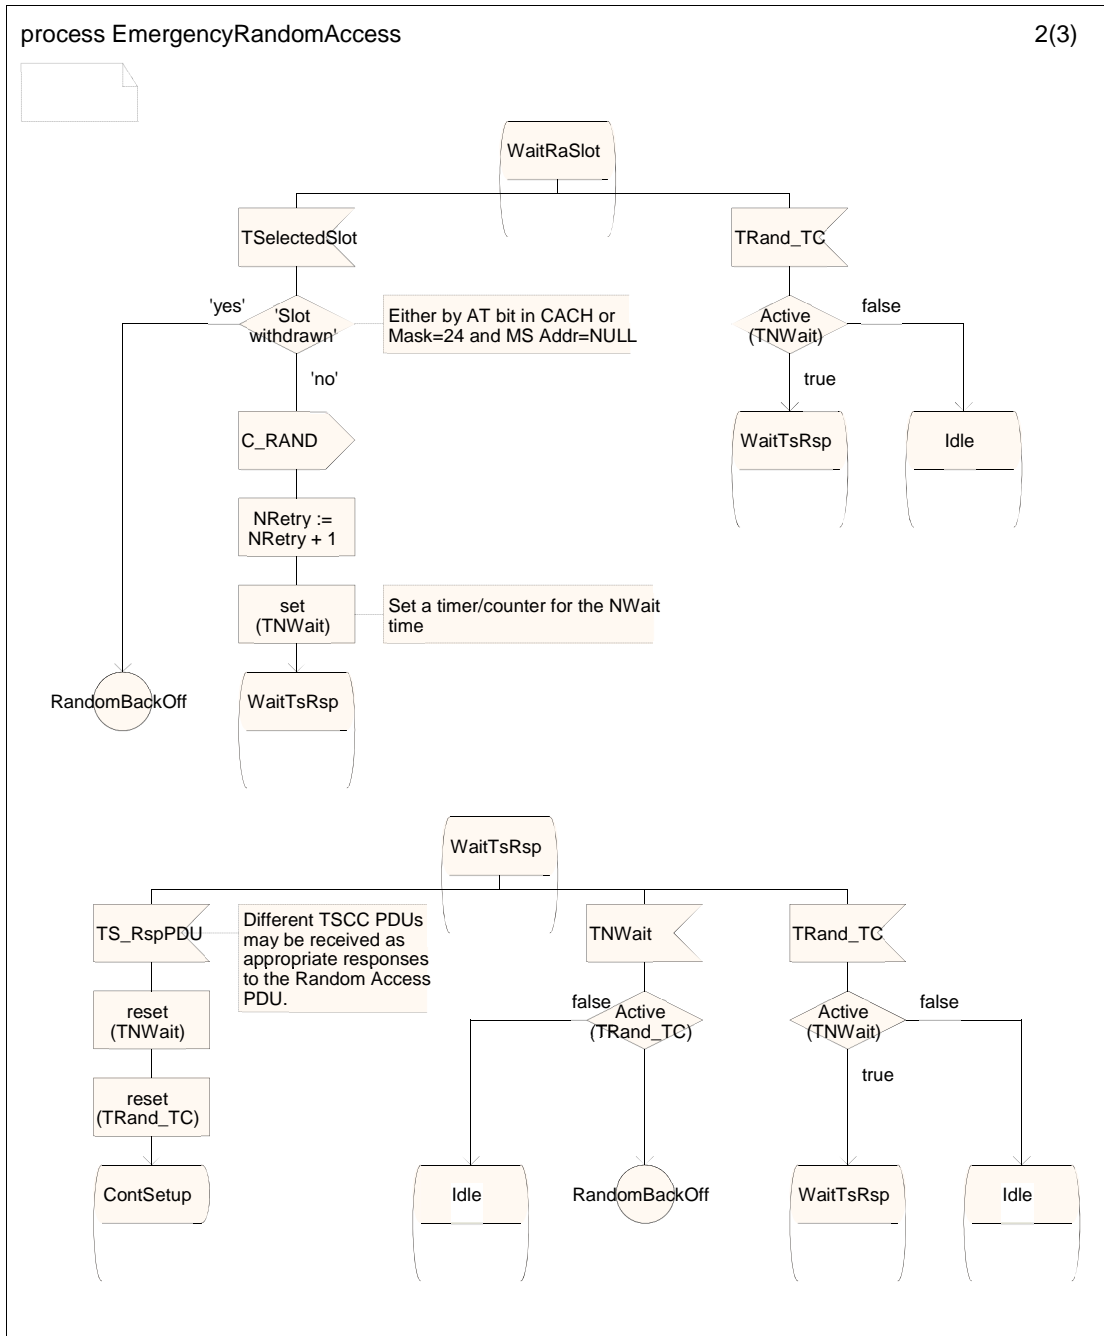 process EmergencyRandomAccess
2(3)
WaitRaSlot
TSelectedSlot
TRand_TC
'yes'
'Slot
withdrawn'
Either by AT bit in CACH or
Mask=24 and MS Addr=NULL
Active
(TNWait)
false
'no'
true
C_RAND
WaitTsRsp
Idle
NRetry :=
NRetry + 1
set
(TNWait)
Set a timer/counter for the NWait
time
RandomBackOff
WaitTsRsp
WaitTsRsp
TS_RspPDU
Different TSCC PDUs
may be received as
appropriate responses
to the Random Access
PDU.
TNWait
TRand_TC
reset
(TNWait)
false
Active
(TRand_TC)
Active
(TNWait)
false
true
reset
(TRand_TC)
ContSetup
Idle
RandomBackOff
WaitTsRsp
Idle